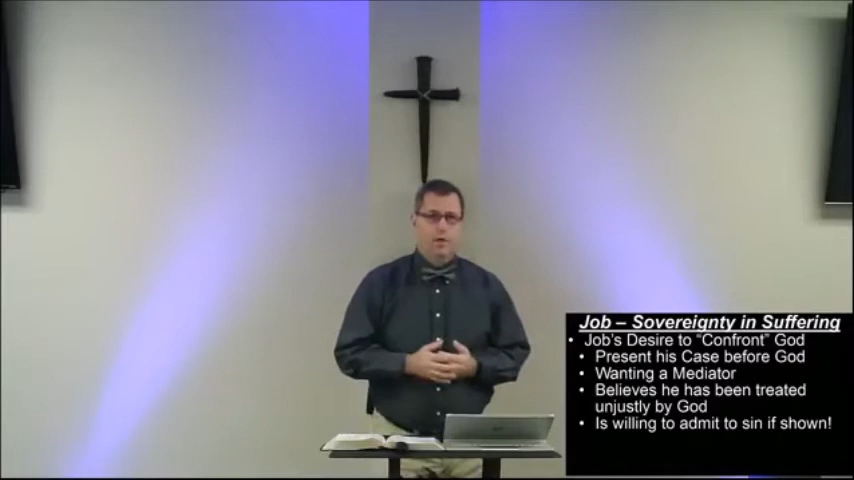 Job – Sovereignty in Suffering
• Job's Desire to "Confront" God
• Present his Case before God
• Wanting a Mediator
• Believes he has been treated
unjustly by God
• Is willing to admit to sin if shown!